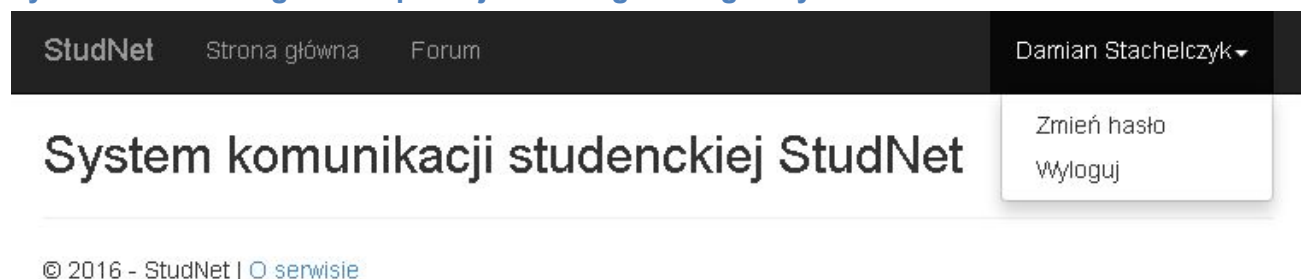 StudNet Strona główna Forum Damian Stachelczyk
Zmień hasło
Wyloguj
System komunikacji studenckiej StudNet
© 2016 - StudNet | O serwisie